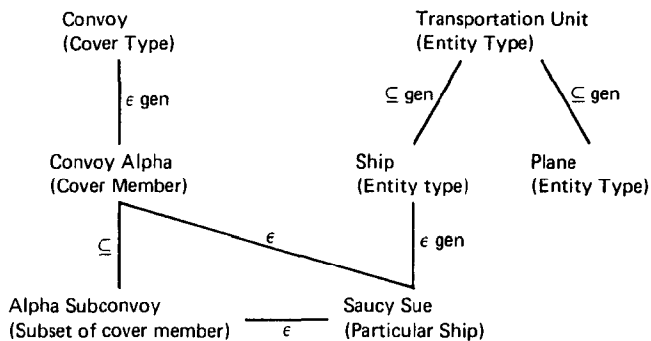 Convoy
(Cover Type)
Transportation Unit
(Entity Type)
ϵ gen
⊆ gen
⊆ gen
Convoy Alpha
(Cover Member)
Ship
(Entity type)
Plane
(Entity Type)
⊆
ϵ
ϵ gen
Alpha Subconvoy
(Subset of cover member)
ϵ
Saucy Sue
(Particular Ship)